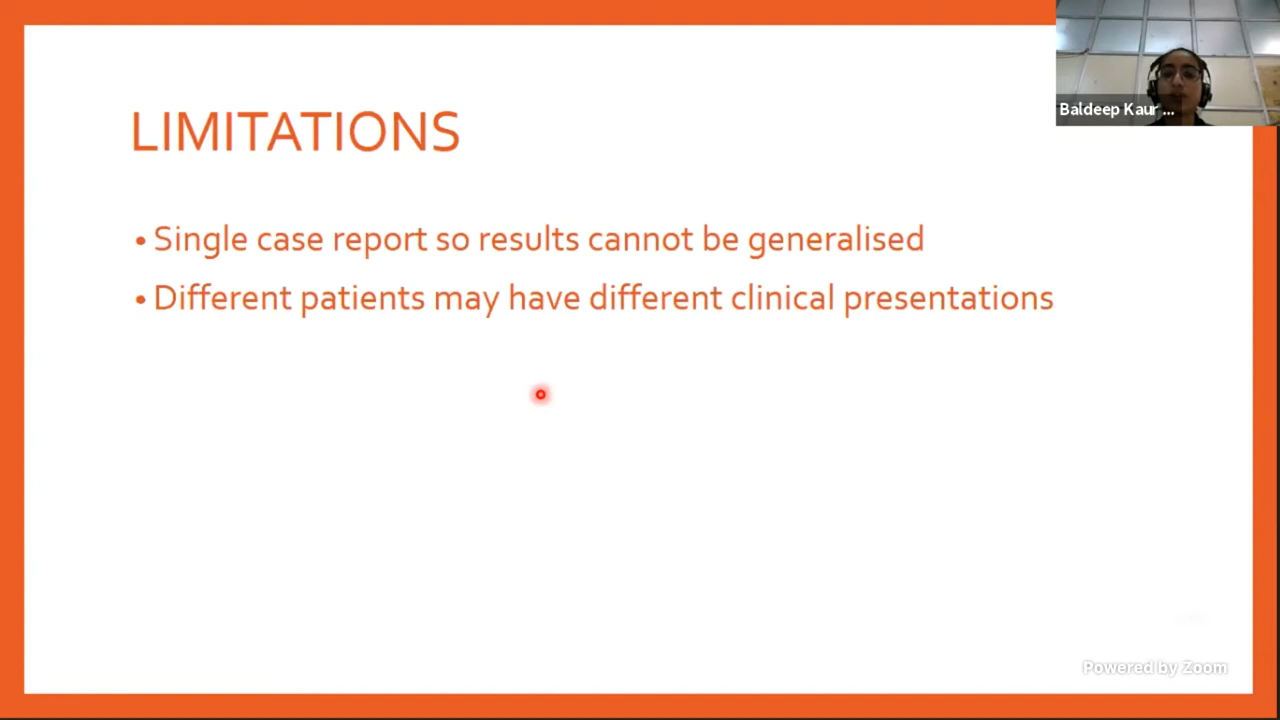 LIMITATIONS
• Single case report so results cannot be generalised
• Different patients may have different clinical presentations
Baldeep Kaur ...
Powered by Zoom